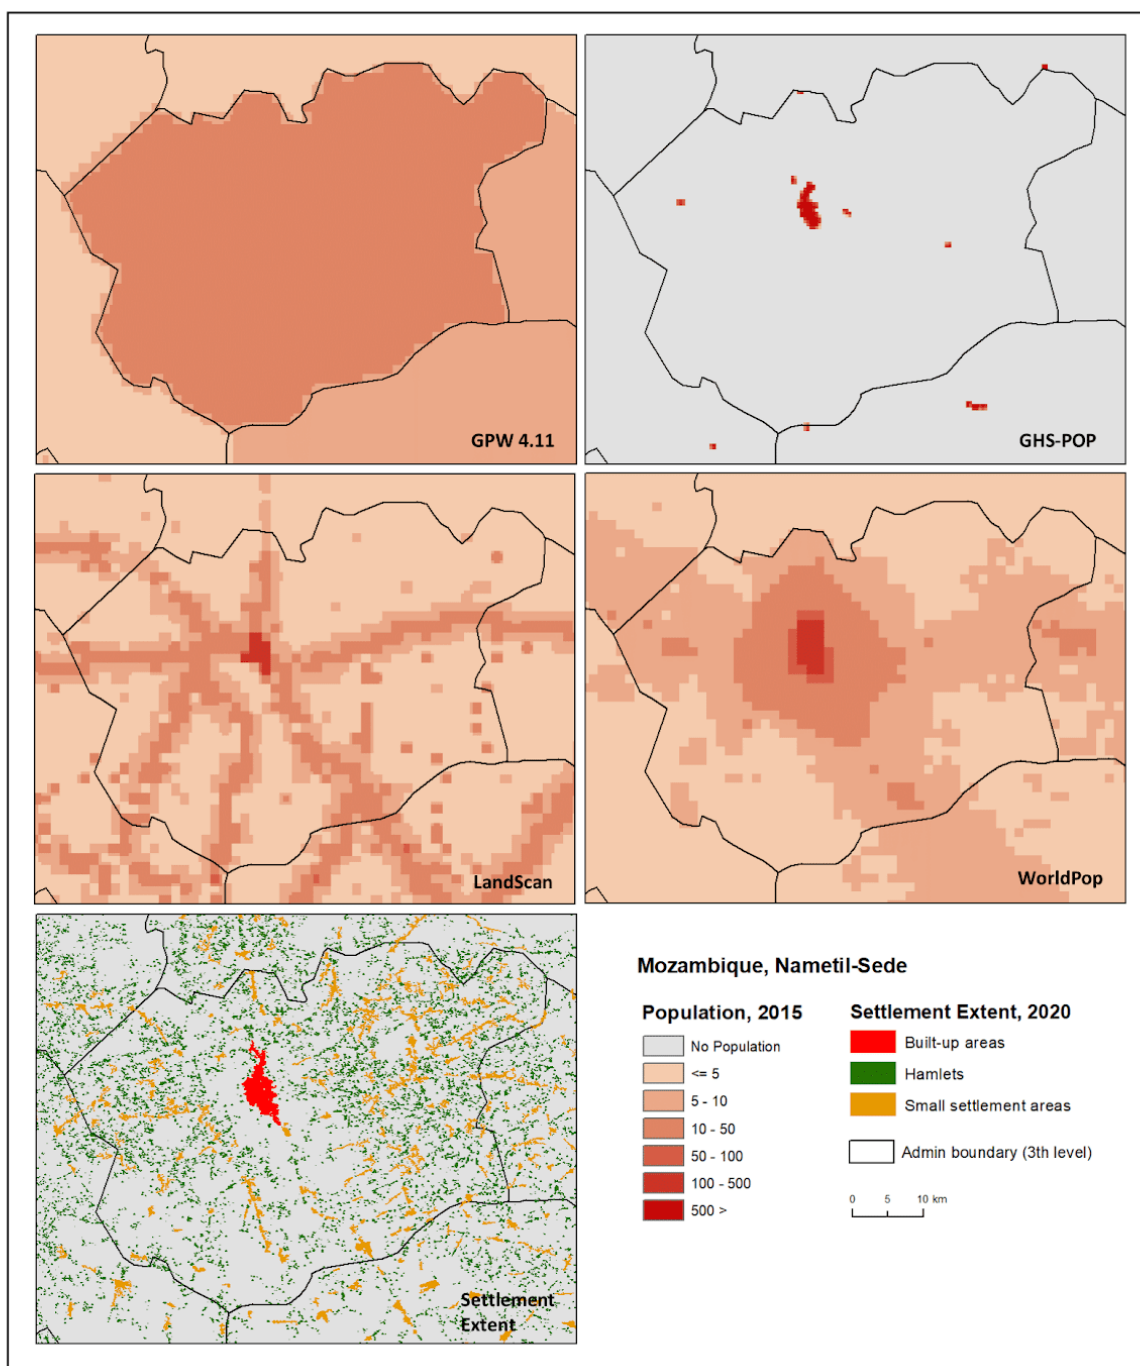 GPW 4.11
GHS-POP
LandScan
WorldPop
Settlement
Extent
Mozambique, Nametil-Sede
Population, 2015
No Population
<= 5
5 - 10
10 - 50
50 - 100
100 - 500
500 >
Settlement Extent, 2020
Built-up areas
Hamlets
Small settlement areas
Admin boundary (3th level)
0 5 10 km